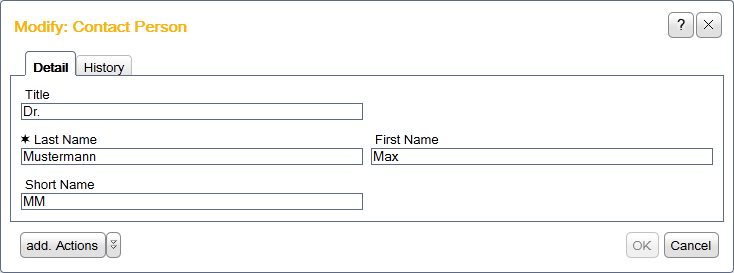 Modify: Contact Person
?
Detail History
Title
Dr.
✶ Last Name First Name
Mustermann Max
Short Name
MM
add. Actions OK Cancel